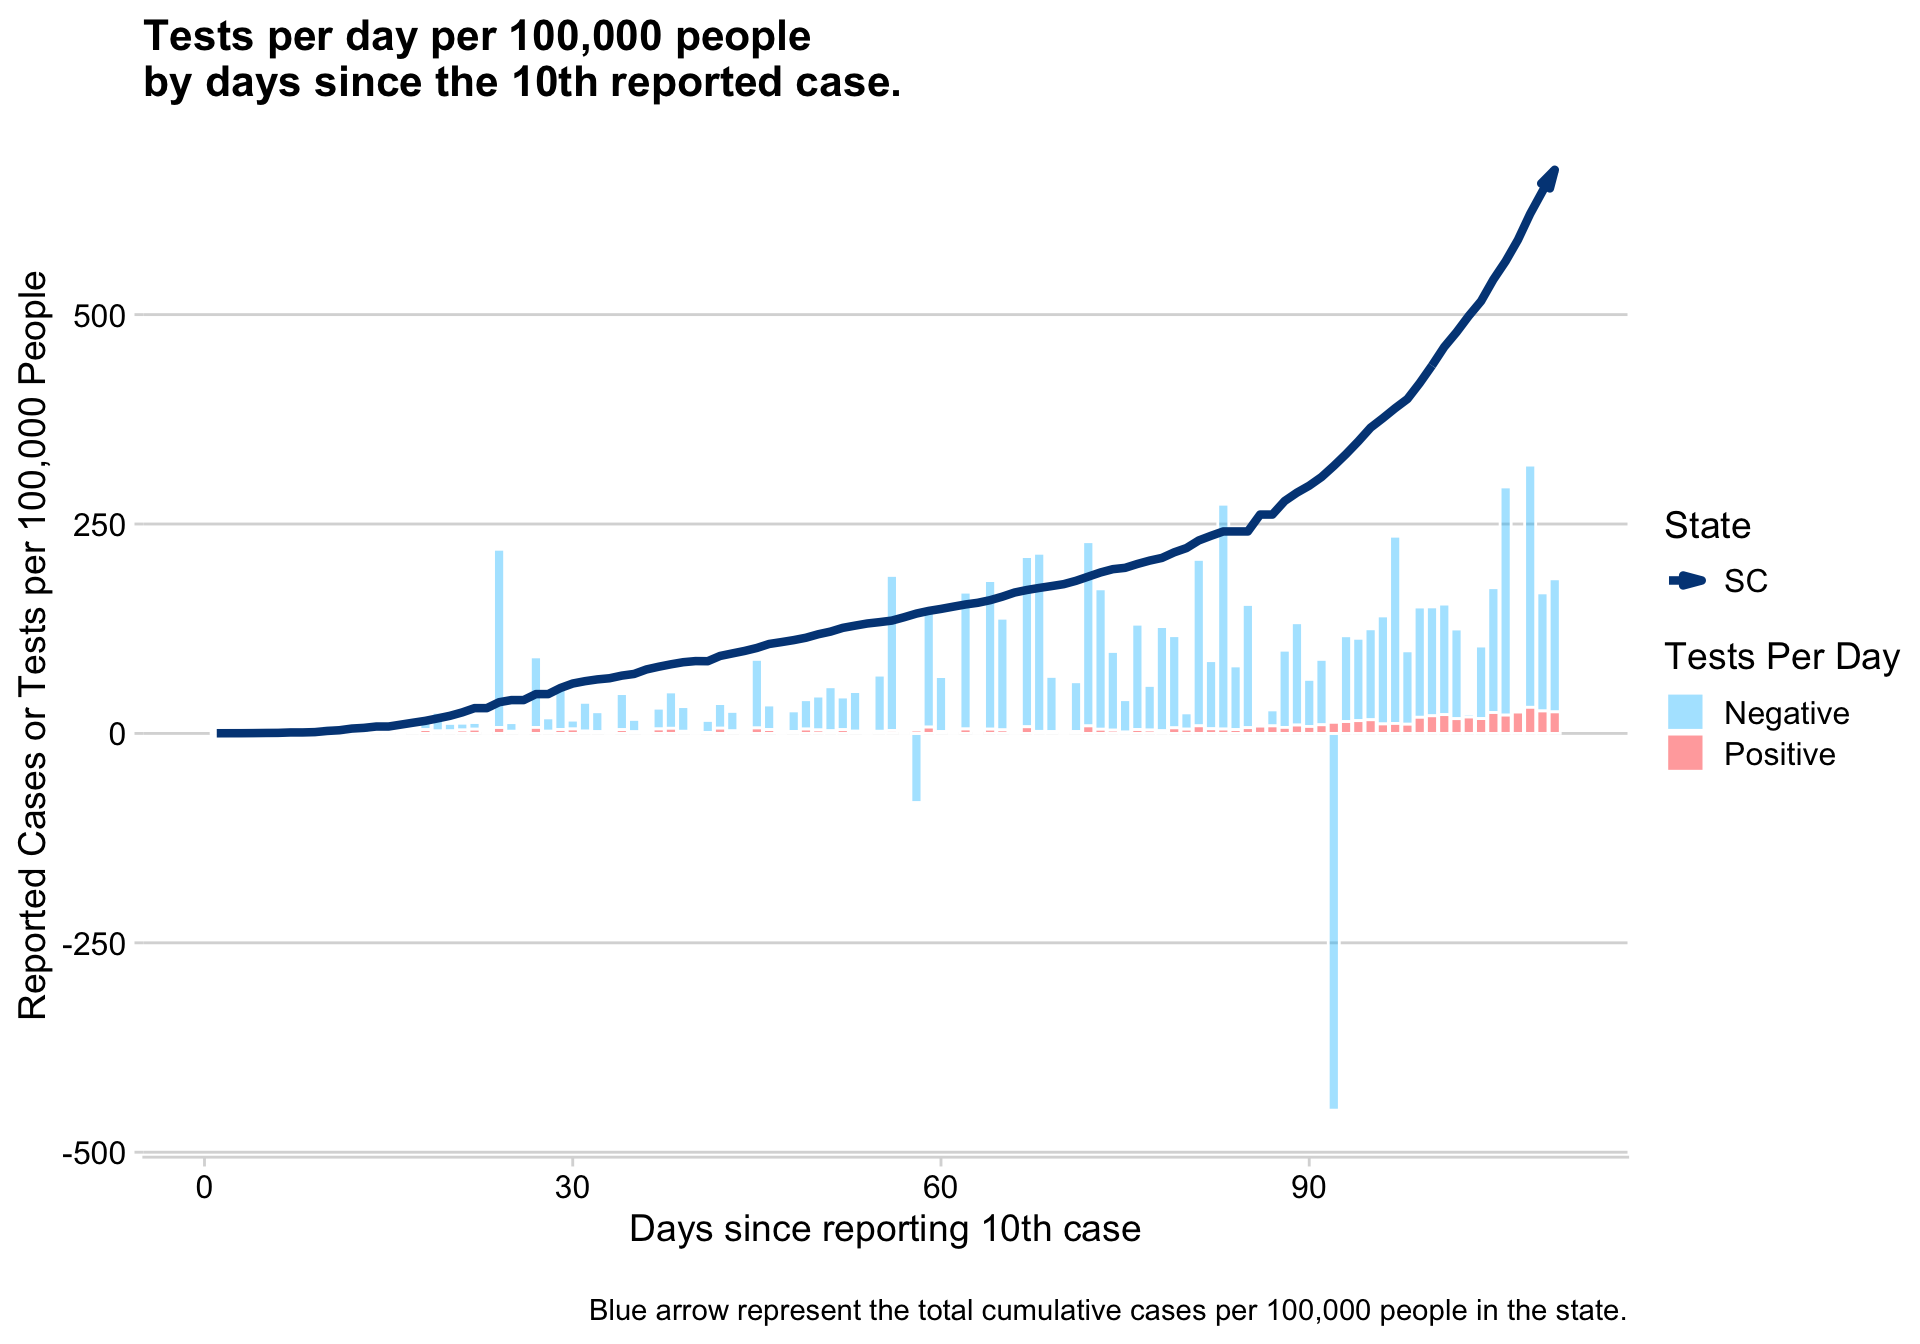 Tests per day per 100,000 people
by days since the 10th reported case.
Reported Cases or Tests per 100,000 People
500
250
0
-250
-500
0
30
60
90
Days since reporting 10th case
State
SC
Tests Per Day
Negative
Positive
Blue arrow represent the total cumulative cases per 100,000 people in the state.